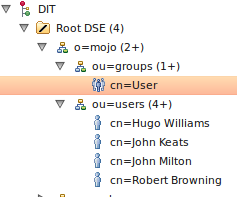 DIT
Root DSE (4)
o=mojo (2+)
ou=groups (1+)
cn=User
ou=users (4+)
cn=Hugo Williams
cn=John Keats
cn=John Milton
cn=Robert Browning